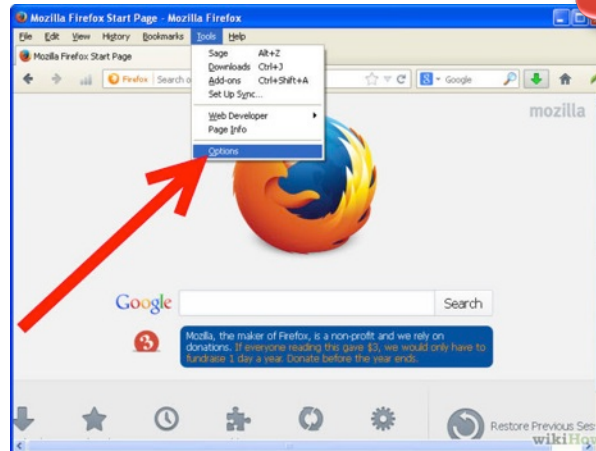 Mozilla Firefox Start Page - Mozilla Firefox
File Edit View History Bookmarks Tools Help
Mozilla Firefox Start Page
Sage Alt+Z
Downloads Ctrl+J
Add-ons Ctrl+Shift+A
Set Up Sync...
Web Developer
Page Info
Options
Firefox Search o
Google
mozilla
Google
Search
Mozilla, the maker of Firefox, is a non-profit and we rely on
donations. If everyone reading this gave $3, we would only have to
fundraise 1 day a year. Donate before the year ends.
Restore Previous Ses
wikiHow